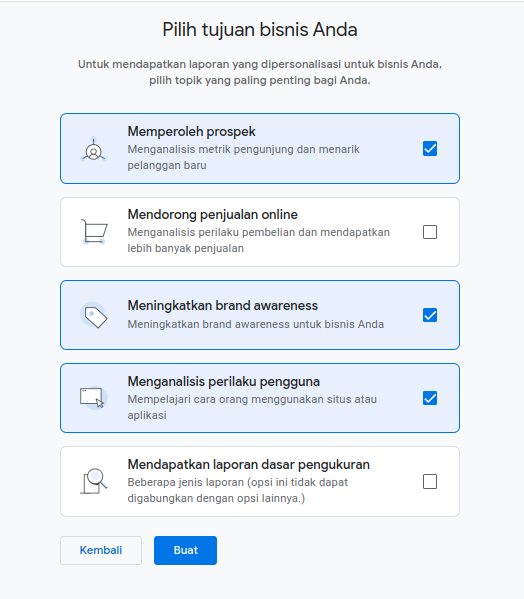 Pilih tujuan bisnis Anda
Untuk mendapatkan laporan yang dipersonalisasi untuk bisnis Anda,
pilih topik yang paling penting bagi Anda.
Memperoleh prospek
Menganalisis metrik pengunjung dan menarik
pelanggan baru
Mendorong penjualan online
Menganalisis perilaku pembelian dan mendapatkan
lebih banyak penjualan
Meningkatkan brand awareness
Meningkatkan brand awareness untuk bisnis Anda
Menganalisis perilaku pengguna
Mempelajari cara orang menggunakan situs atau
aplikasi
Mendapatkan laporan dasar pengukuran
Beberapa jenis laporan (opsi ini tidak dapat
digabungkan dengan opsi lainnya.)
Kembali
Buat